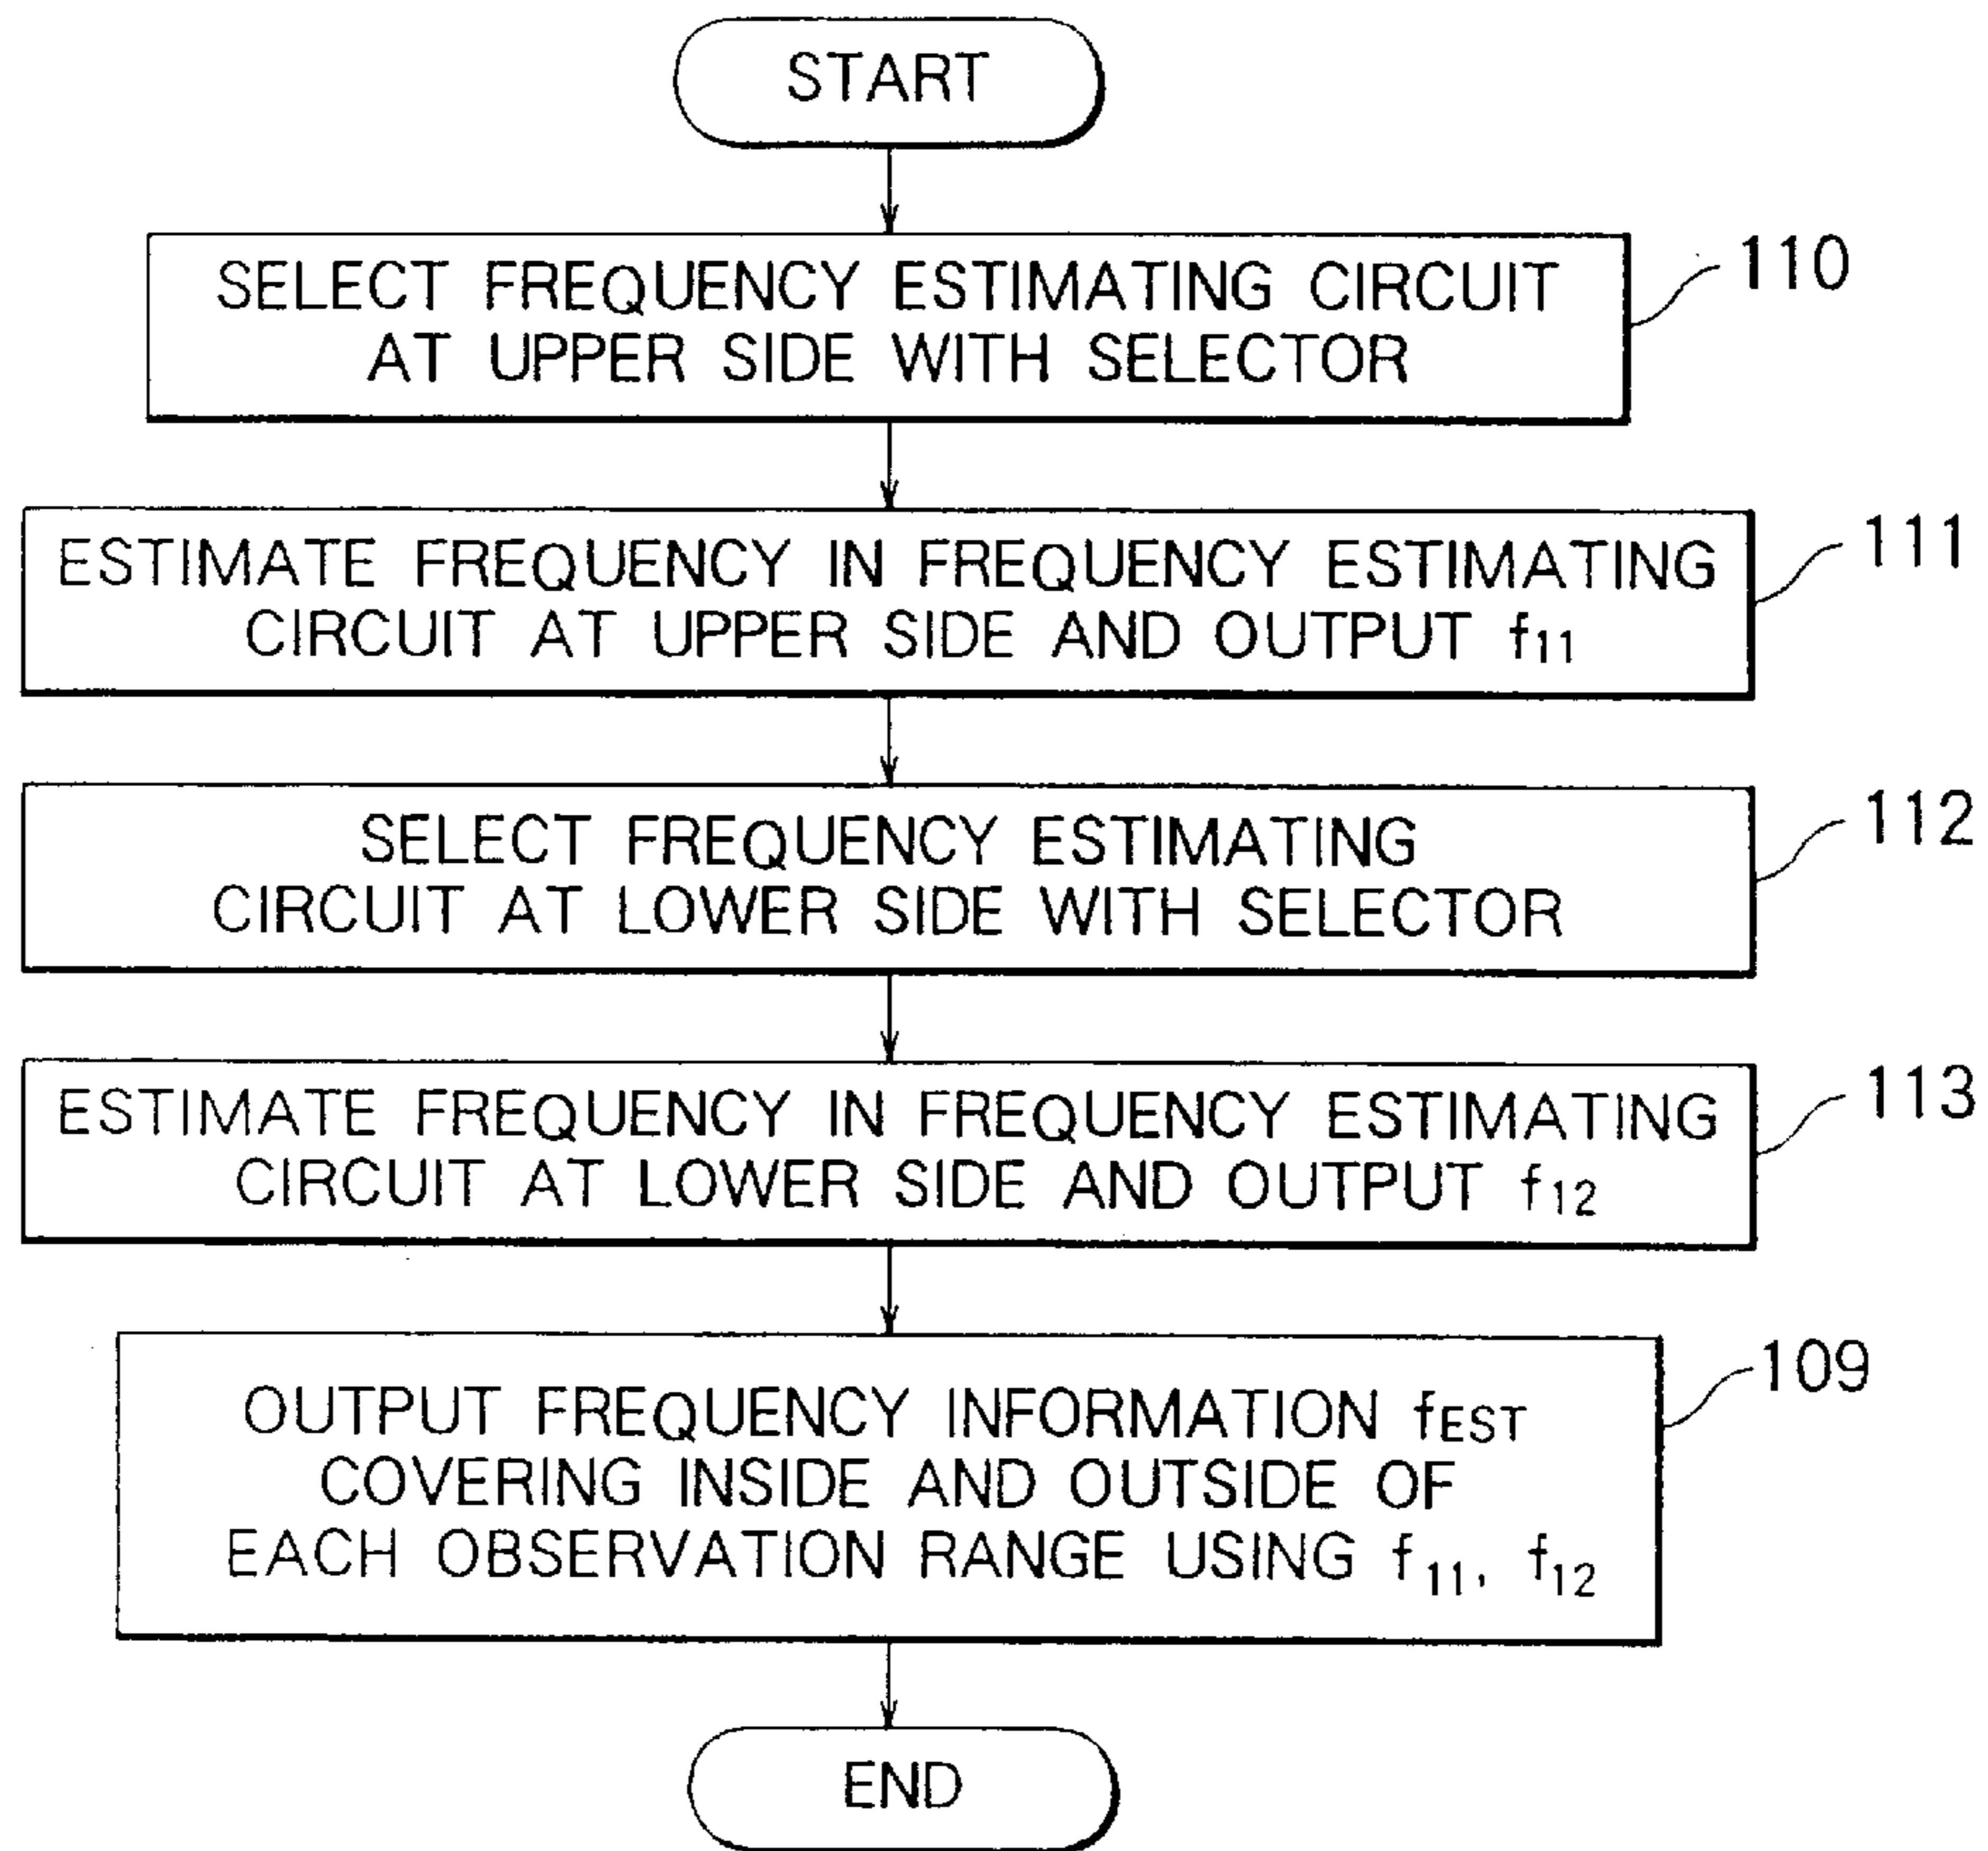 START
SELECT FREQUENCY ESTIMATING CIRCUIT
AT UPPER SIDE WITH SELECTOR
110
ESTIMATE FREQUENCY IN FREQUENCY ESTIMATING
CIRCUIT AT UPPER SIDE AND OUTPUT f11
111
SELECT FREQUENCY ESTIMATING
CIRCUIT AT LOWER SIDE WITH SELECTOR
112
ESTIMATE FREQUENCY IN FREQUENCY ESTIMATING
CIRCUIT AT LOWER SIDE AND OUTPUT f12
113
OUTPUT FREQUENCY INFORMATION fEST
COVERING INSIDE AND OUTSIDE OF
EACH OBSERVATION RANGE USING f11, f12
109
END